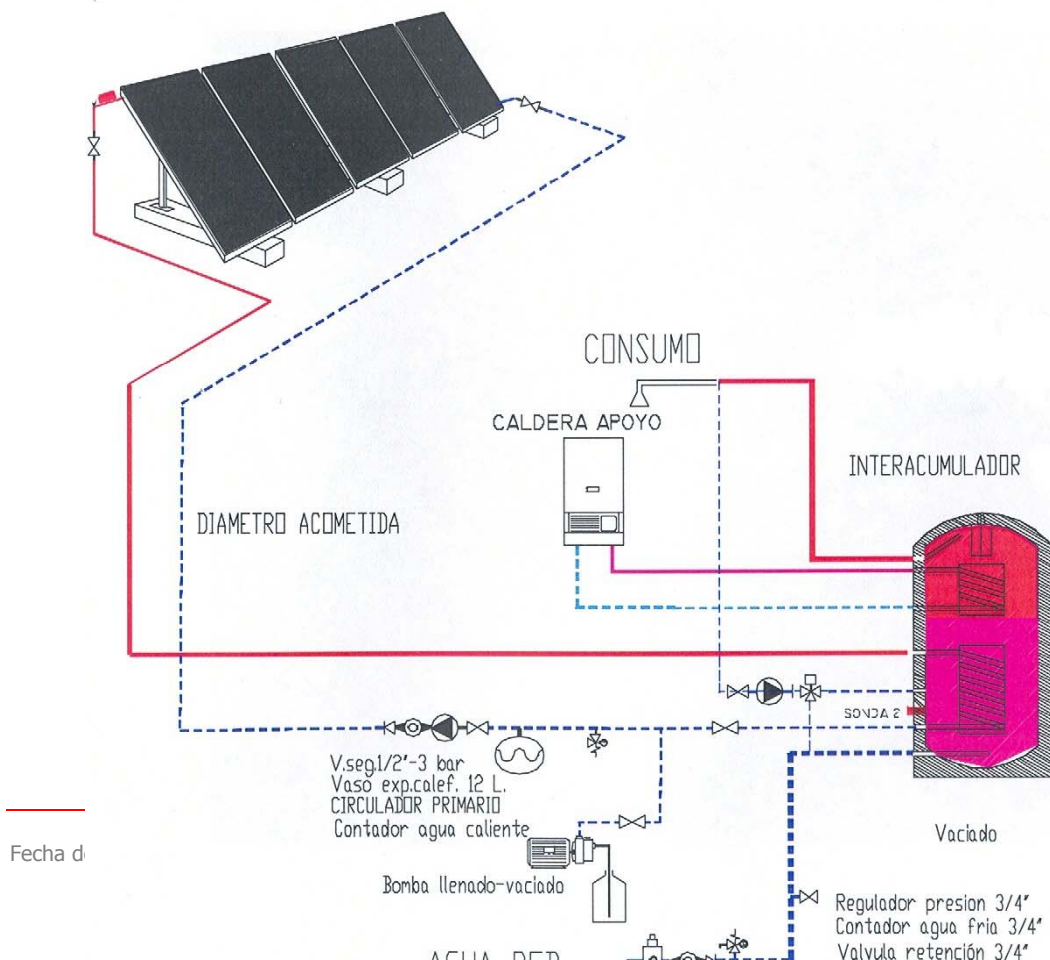 CONSUMO
CALDERA APOYO
INTERACUMULADOR
DIAMETRO ACOMETIDA
SONDA 2
V.seg.1/2"-3 bar
Vaso exp.calef. 12 L.
CIRCULADOR PRIMARIO
Contador agua caliente
Vaciado
Fecha d
Bomba llenado-vaciado
Regulador presion 3/4"
Contador agua fria 3/4"
Valvula retención 3/4"
AGUA RED